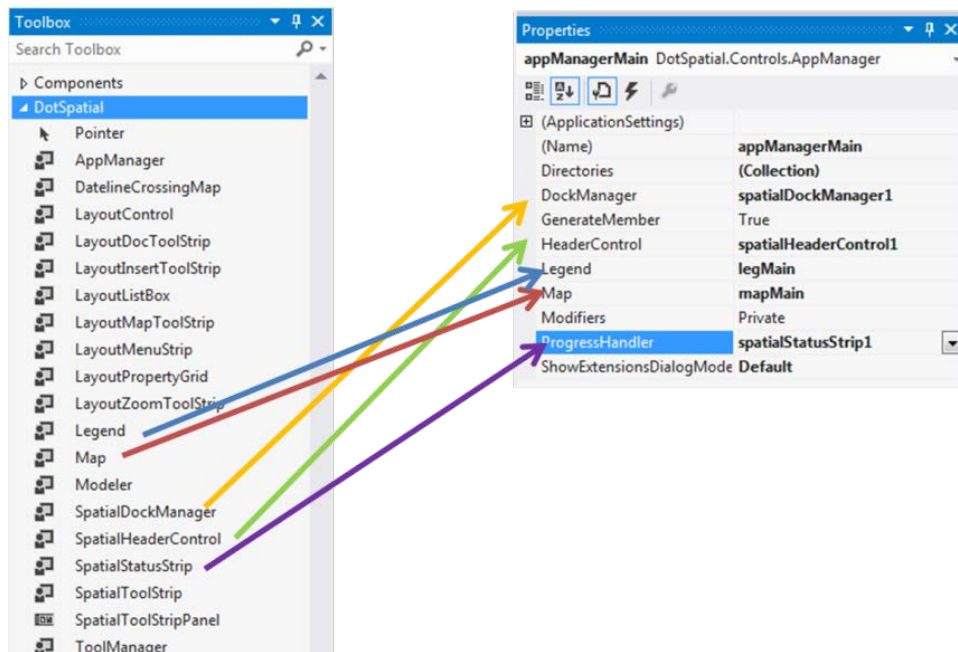 Toolbox
Search Toolbox
Components
DotSpatial
Pointer
AppManager
DatelineCrossingMap
LayoutControl
LayoutDocToolStrip
LayoutInsertToolStrip
LayoutListBox
LayoutMapToolStrip
LayoutMenuStrip
LayoutPropertyGrid
LayoutZoomToolStrip
Legend
Map
Modeler
SpatialDockManager
SpatialHeaderControl
SpatialStatusStrip
SpatialToolStrip
SpatialToolStripPanel
ToolManager
Properties
appManagerMain DotSpatial.Controls.AppManager
(ApplicationSettings)
(Name) appManagerMain
Directories (Collection)
DockManager spatialDockManager1
GenerateMember True
HeaderControl spatialHeaderControl1
Legend legMain
Map mapMain
Modifiers Private
ProgressHandler spatialStatusStrip1
ShowExtensionsDialogMode Default